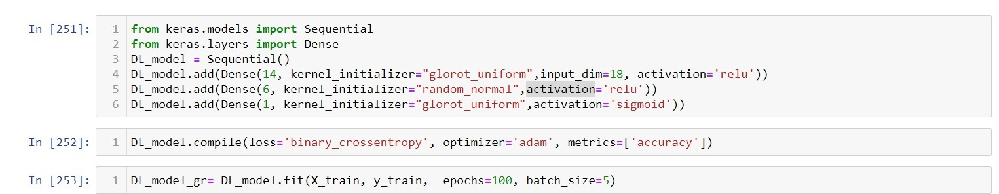 In [251]:
1 from keras.models import Sequential
2 from keras.layers import Dense
3 DL_model = Sequential()
4 DL_model.add(Dense(14, kernel_initializer="glorot_uniform",input_dim=18, activation='relu'))
5 DL_model.add(Dense(6, kernel_initializer="random_normal",activation='relu'))
6 DL_model.add(Dense(1, kernel_initializer="glorot_uniform",activation='sigmoid'))
In [252]:
1 DL_model.compile(loss='binary_crossentropy', optimizer='adam', metrics=['accuracy'])
In [253]:
1 DL_model_gr= DL_model.fit(X_train, y_train,  epochs=100, batch_size=5)